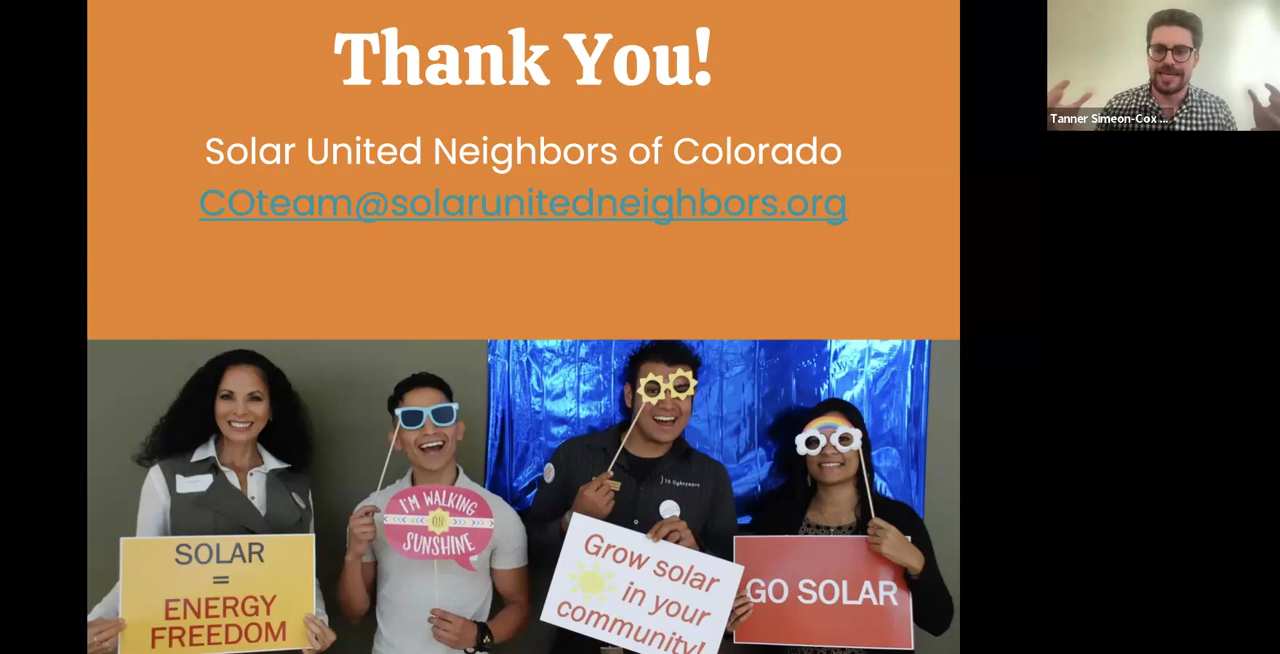 Thank You!
Solar United Neighbors of Colorado
COteam@solarunitedneighbors.org
Tanner Simeon-Cox ...
I'M WALKING
ON
SUNSHINE
SOLAR
=
ENERGY
FREEDOM
Grow solar
in your
community!
GO SOLAR